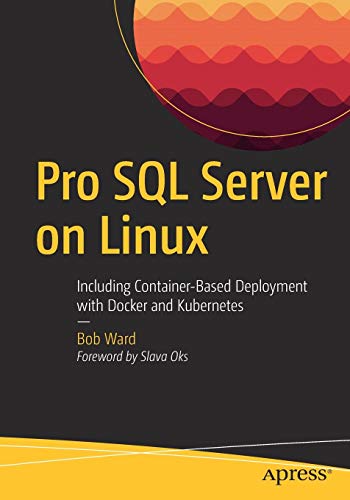 Pro SQL Server
on Linux
Including Container-Based Deployment
with Docker and Kubernetes
—
Bob Ward
Foreword by Slava Oks
Apress®